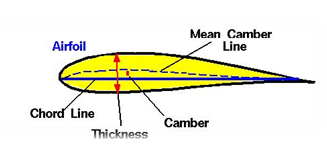 Airfoil
Mean Camber
Line
Chord Line
Camber
Thickness